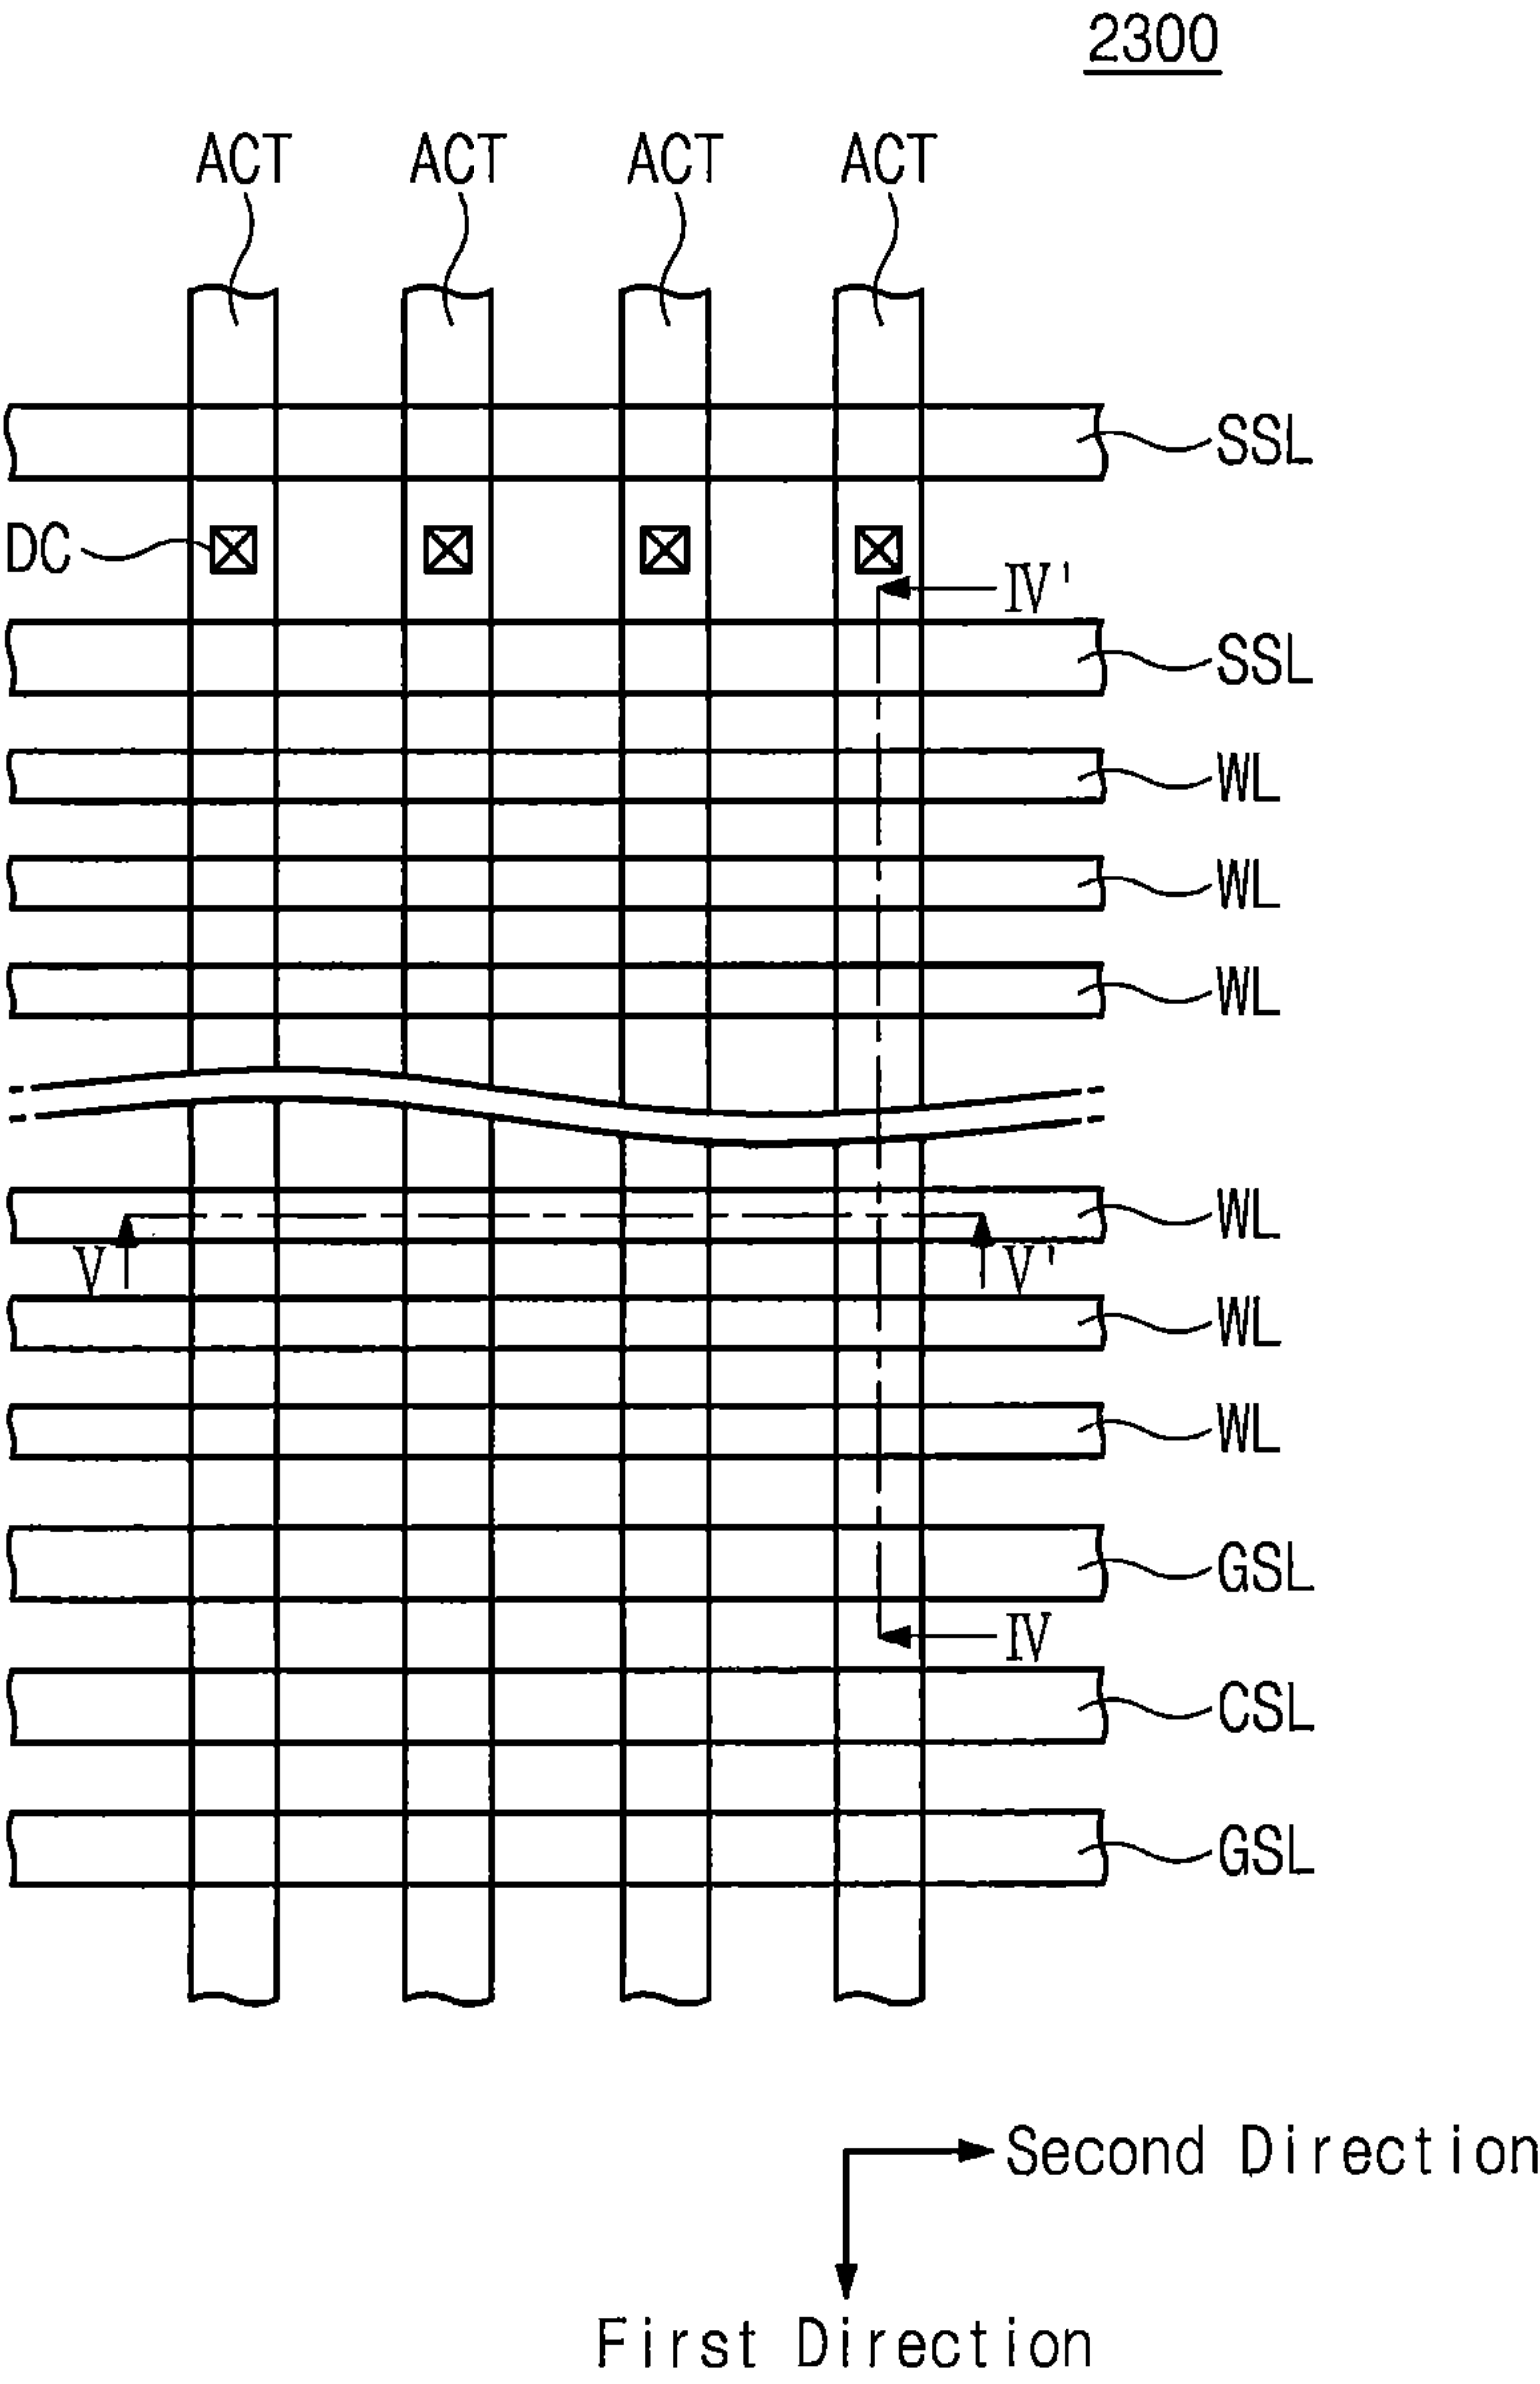 2300
ACT ACT ACT ACT
SSL
DC
IV'
SSL
WL
WL
WL
WL
V V'
WL
WL
GSL
IV
CSL
GSL
Second Direction
First Direction